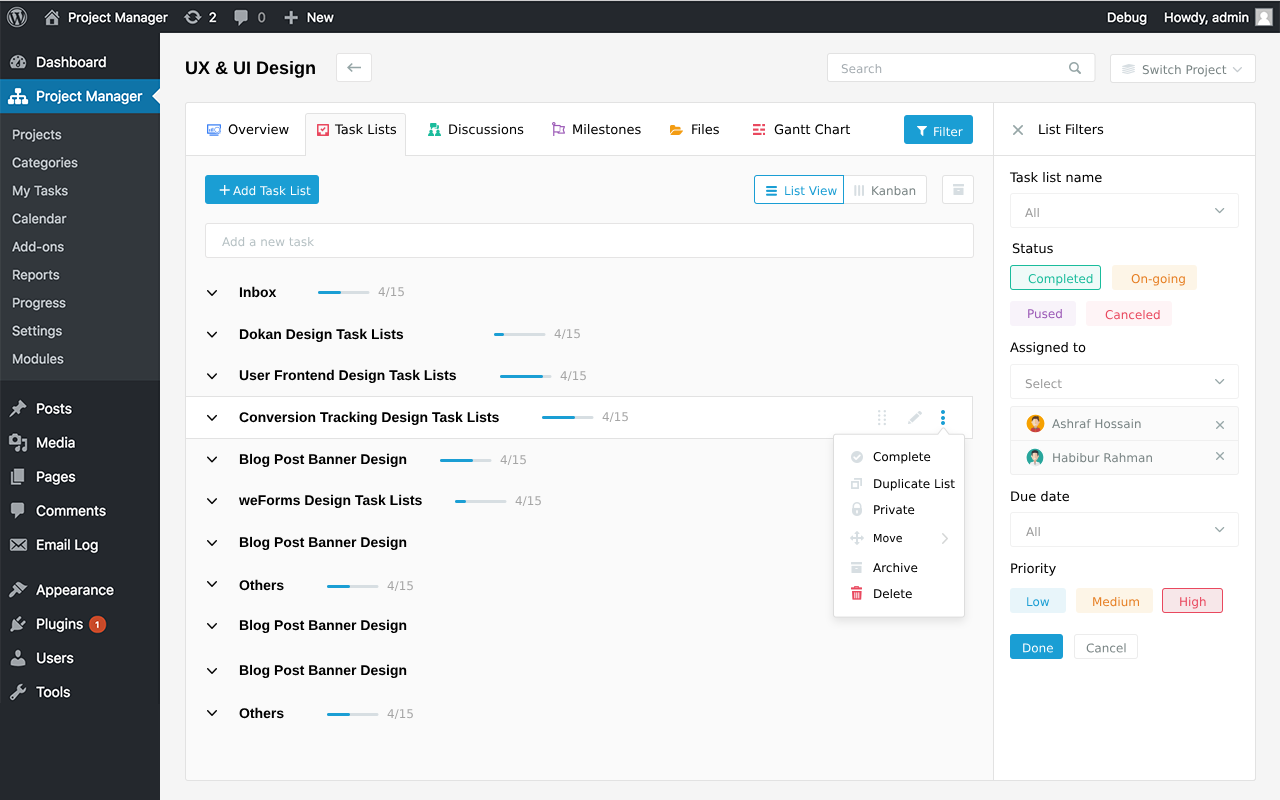 Project Manager 2 0 New Debug Howdy, admin
Dashboard
Project Manager
Projects
Categories
My Tasks
Calendar
Add-ons
Reports
Progress
Settings
Modules
Posts
Media
Pages
Comments
Email Log
Appearance
Plugins 1
Users
Tools
UX & UI Design
Search
Switch Project
Overview Task Lists Discussions Milestones Files Gantt Chart Filter
+ Add Task List List View Kanban
Add a new task
Inbox 4/15
Dokan Design Task Lists 4/15
User Frontend Design Task Lists 4/15
Conversion Tracking Design Task Lists 4/15
Blog Post Banner Design 4/15
weForms Design Task Lists 4/15
Blog Post Banner Design
Others 4/15
Blog Post Banner Design
Blog Post Banner Design
Others 4/15
Complete
Duplicate List
Private
Move
Archive
Delete
List Filters
Task list name
All
Status
Completed On-going
Pused Canceled
Assigned to
Select
Ashraf Hossain
Habibur Rahman
Due date
All
Priority
Low Medium High
Done Cancel